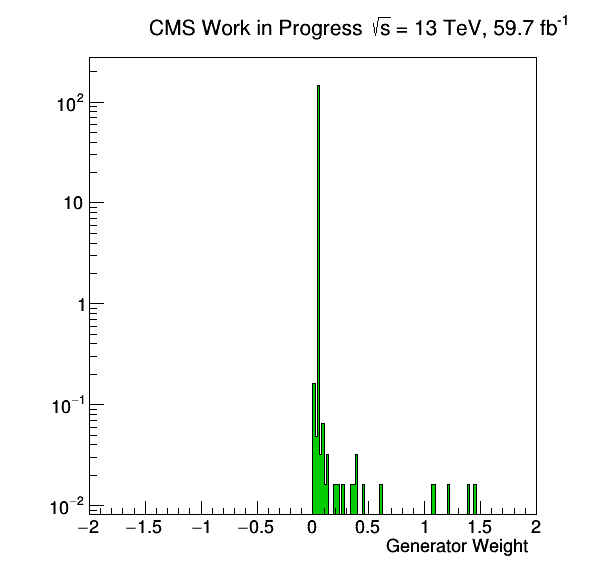 CMS Work in Progress √s = 13 TeV, 59.7 fb⁻¹
10²
10
1
10⁻¹
10⁻²
−2 −1.5 −1 −0.5 0 0.5 1 1.5 2
Generator Weight